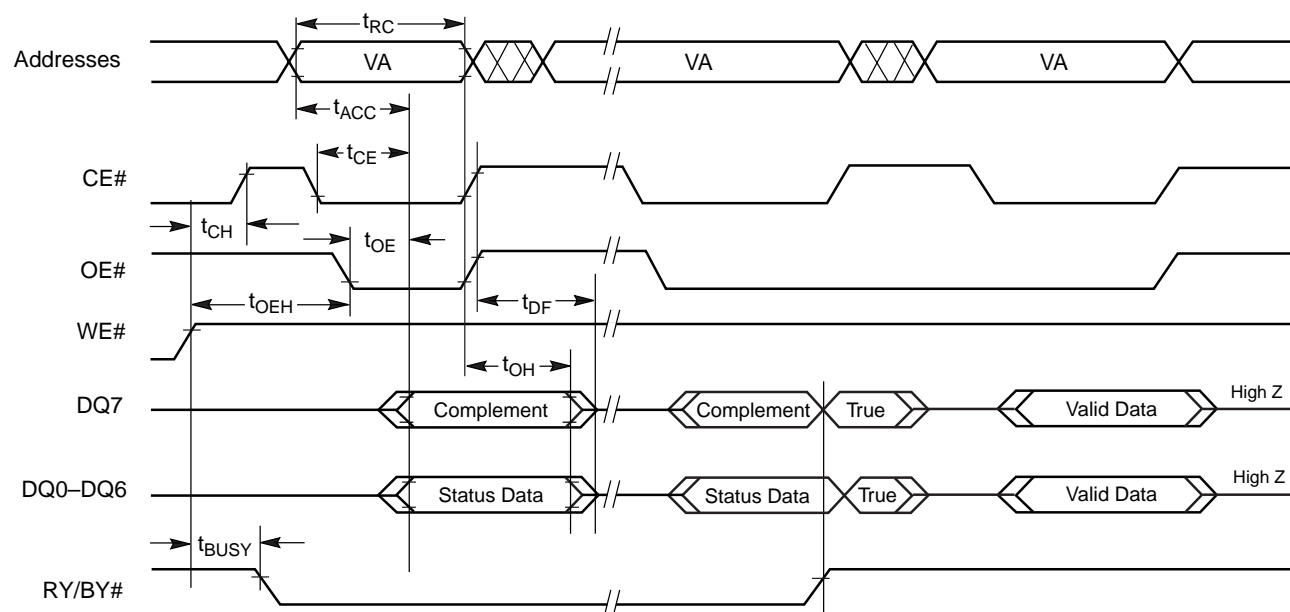 tRC
Addresses VA VA VA
tACC
tCE
CE#
tCH
tOE
OE#
tOEH
tDF
WE#
tOH
DQ7 Complement Complement True Valid Data High Z
DQ0–DQ6 Status Data Status Data True Valid Data High Z
tBUSY
RY/BY#